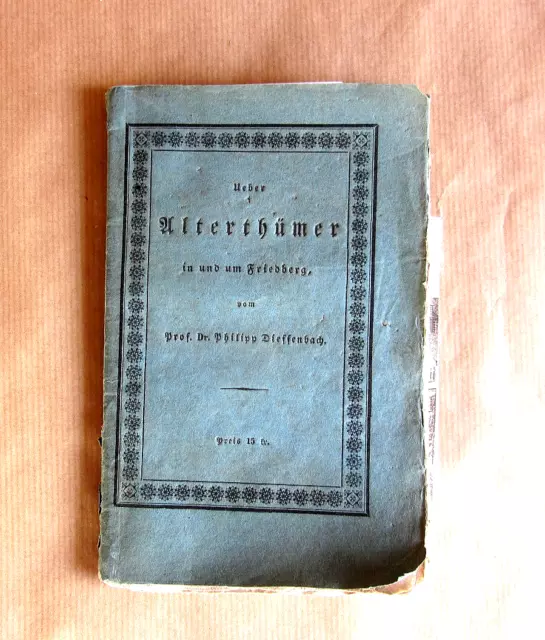 Ueber
Alterthümer
in und um Friedberg,
vom
Prof. Dr. Philipp Dieffenbach.
Preis 15 kr.